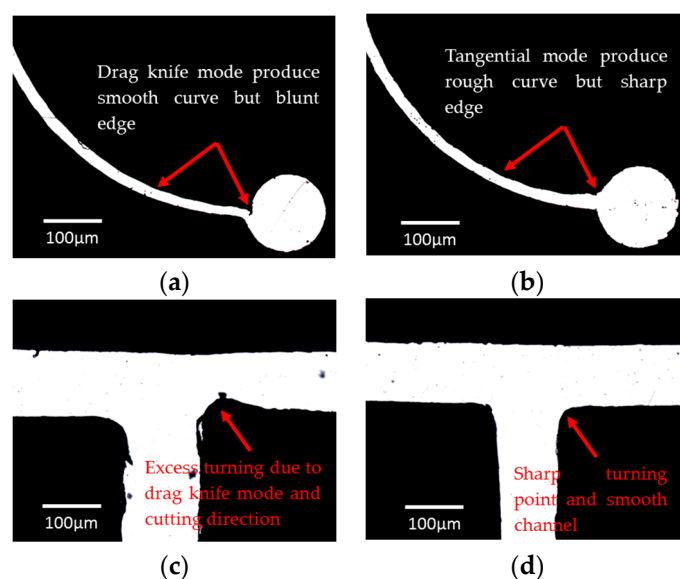 Drag knife mode produce
smooth curve but blunt
edge
100μm
(a)
Tangential mode produce
rough curve but sharp
edge
100μm
(b)
Excess turning due to
drag knife mode and
cutting direction
100μm
(c)
Sharp turning
point and smooth
channel
100μm
(d)